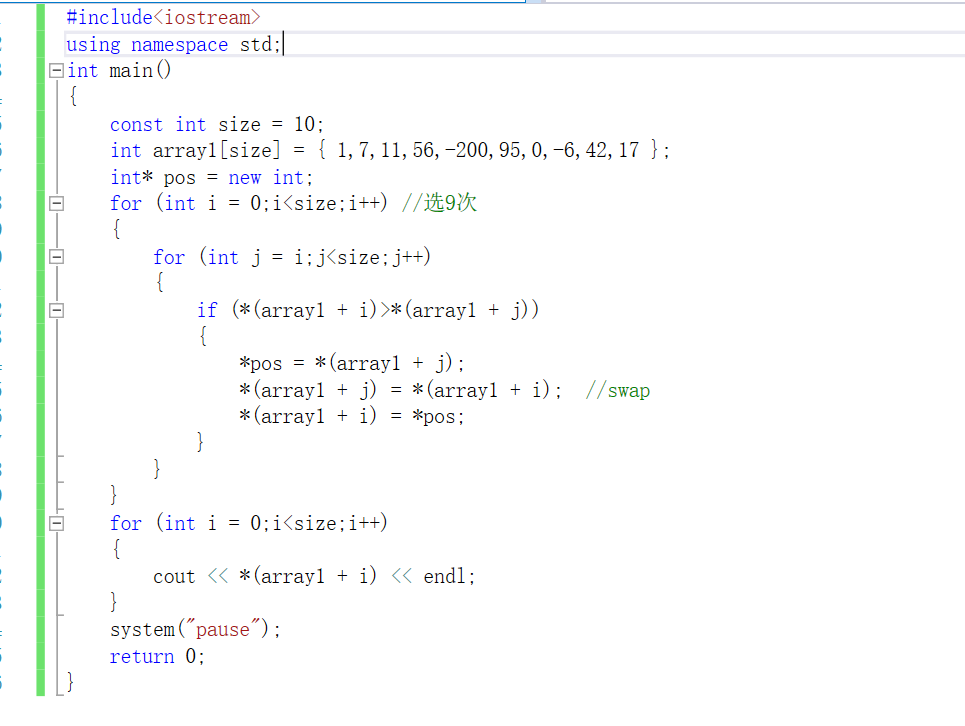 #include<iostream>
using namespace std;
int main()
{
    const int size = 10;
    int array1[size] = { 1,7,11,56,-200,95,0,-6,42,17 };
    int* pos = new int;
    for (int i = 0;i<size;i++) //选9次
    {
        for (int j = i;j<size;j++)
        {
            if (*(array1 + i)>*(array1 + j))
            {
                *pos = *(array1 + j);
                *(array1 + j) = *(array1 + i);  //swap
                *(array1 + i) = *pos;
            }
        }
    }
    for (int i = 0;i<size;i++)
    {
        cout << *(array1 + i) << endl;
    }
    system("pause");
    return 0;
}